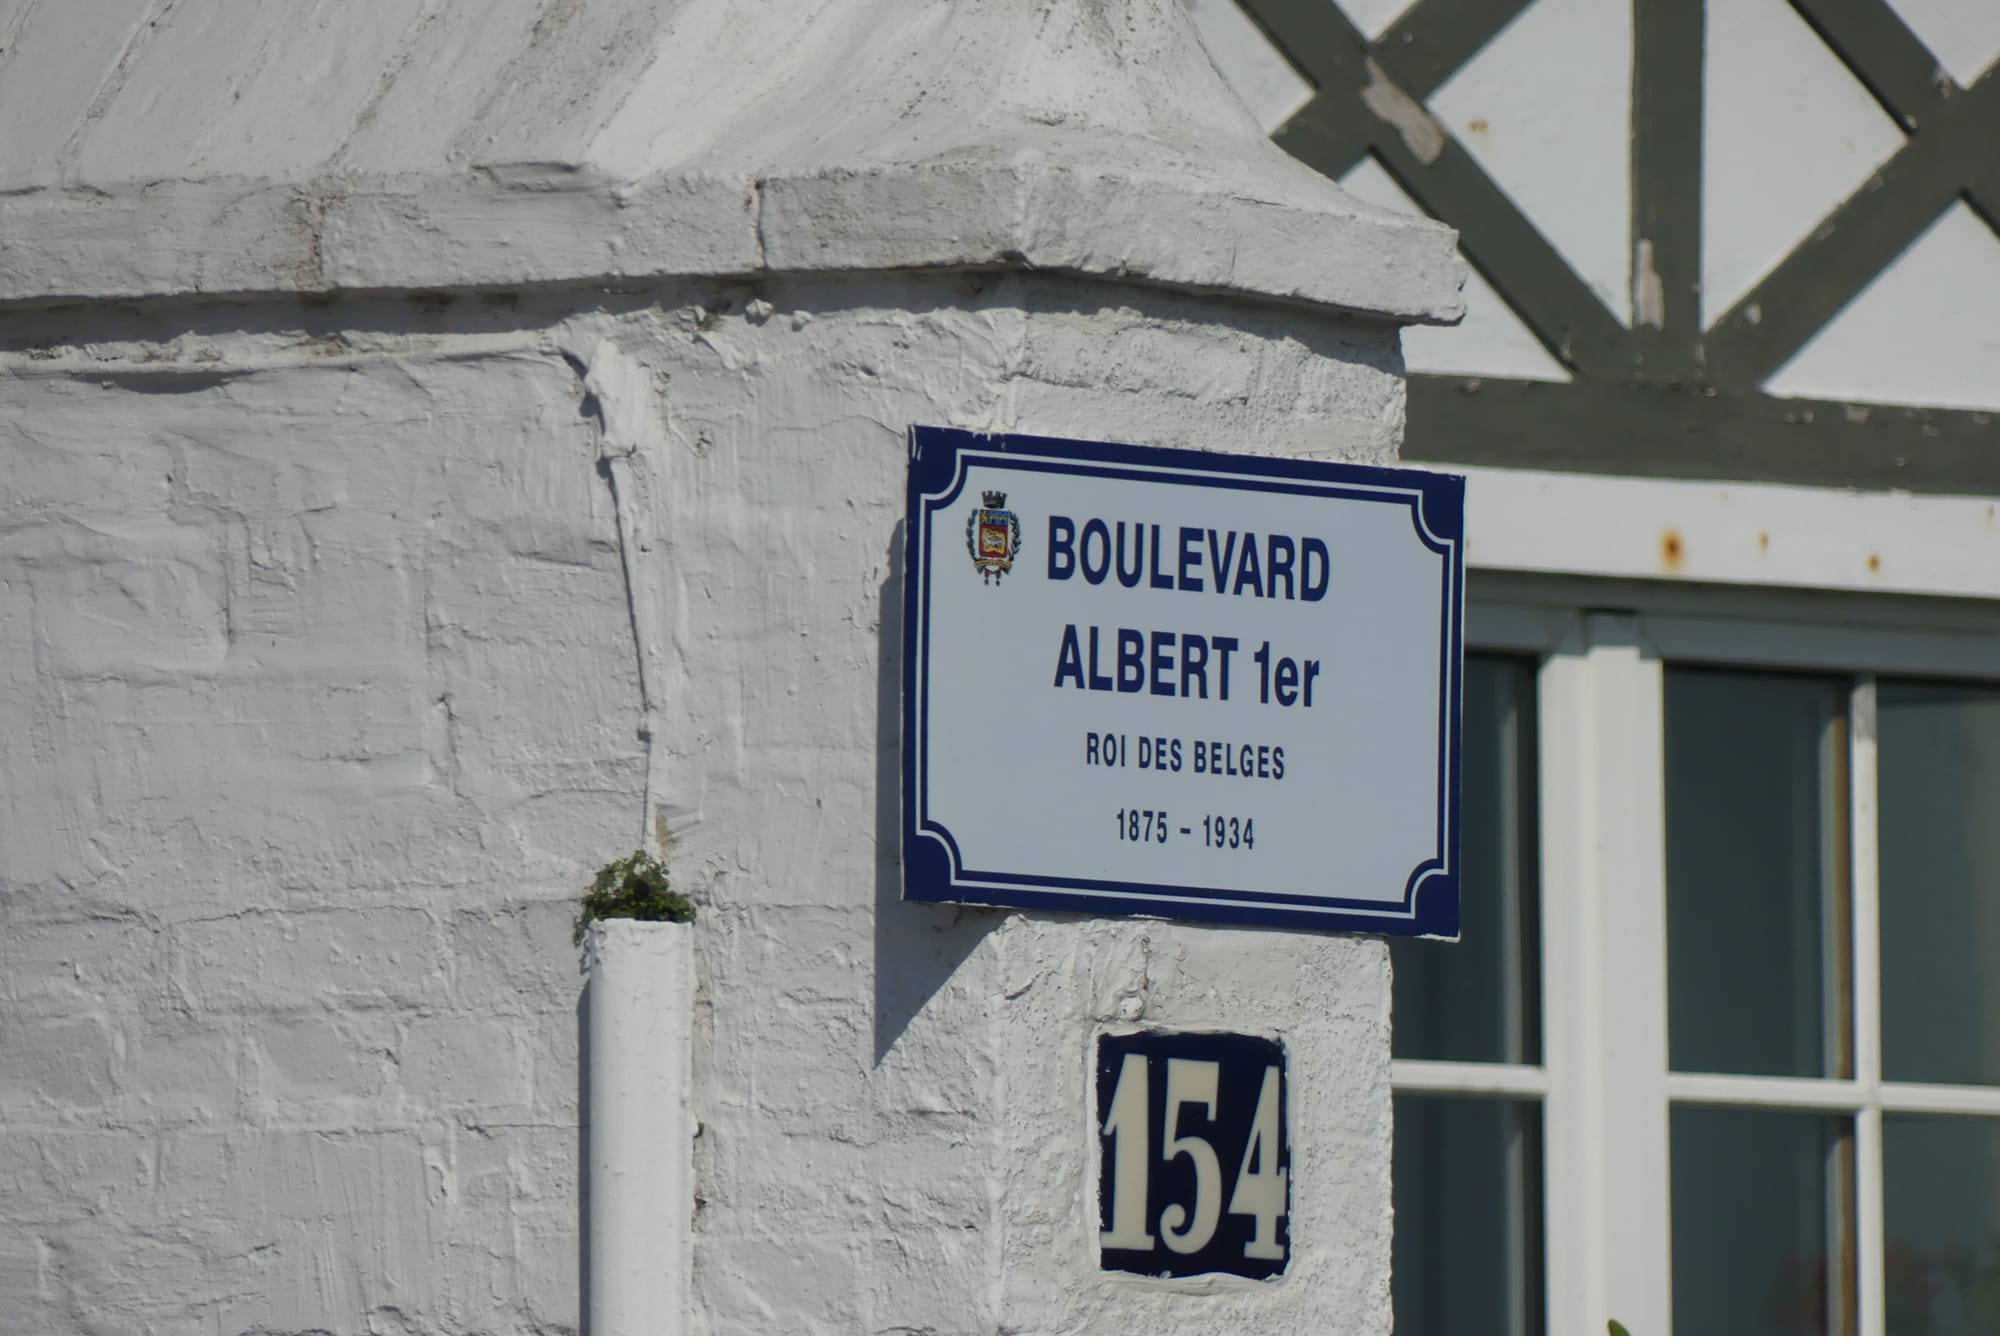 BOULEVARD
ALBERT 1er
ROI DES BELGES
1875 - 1934
154